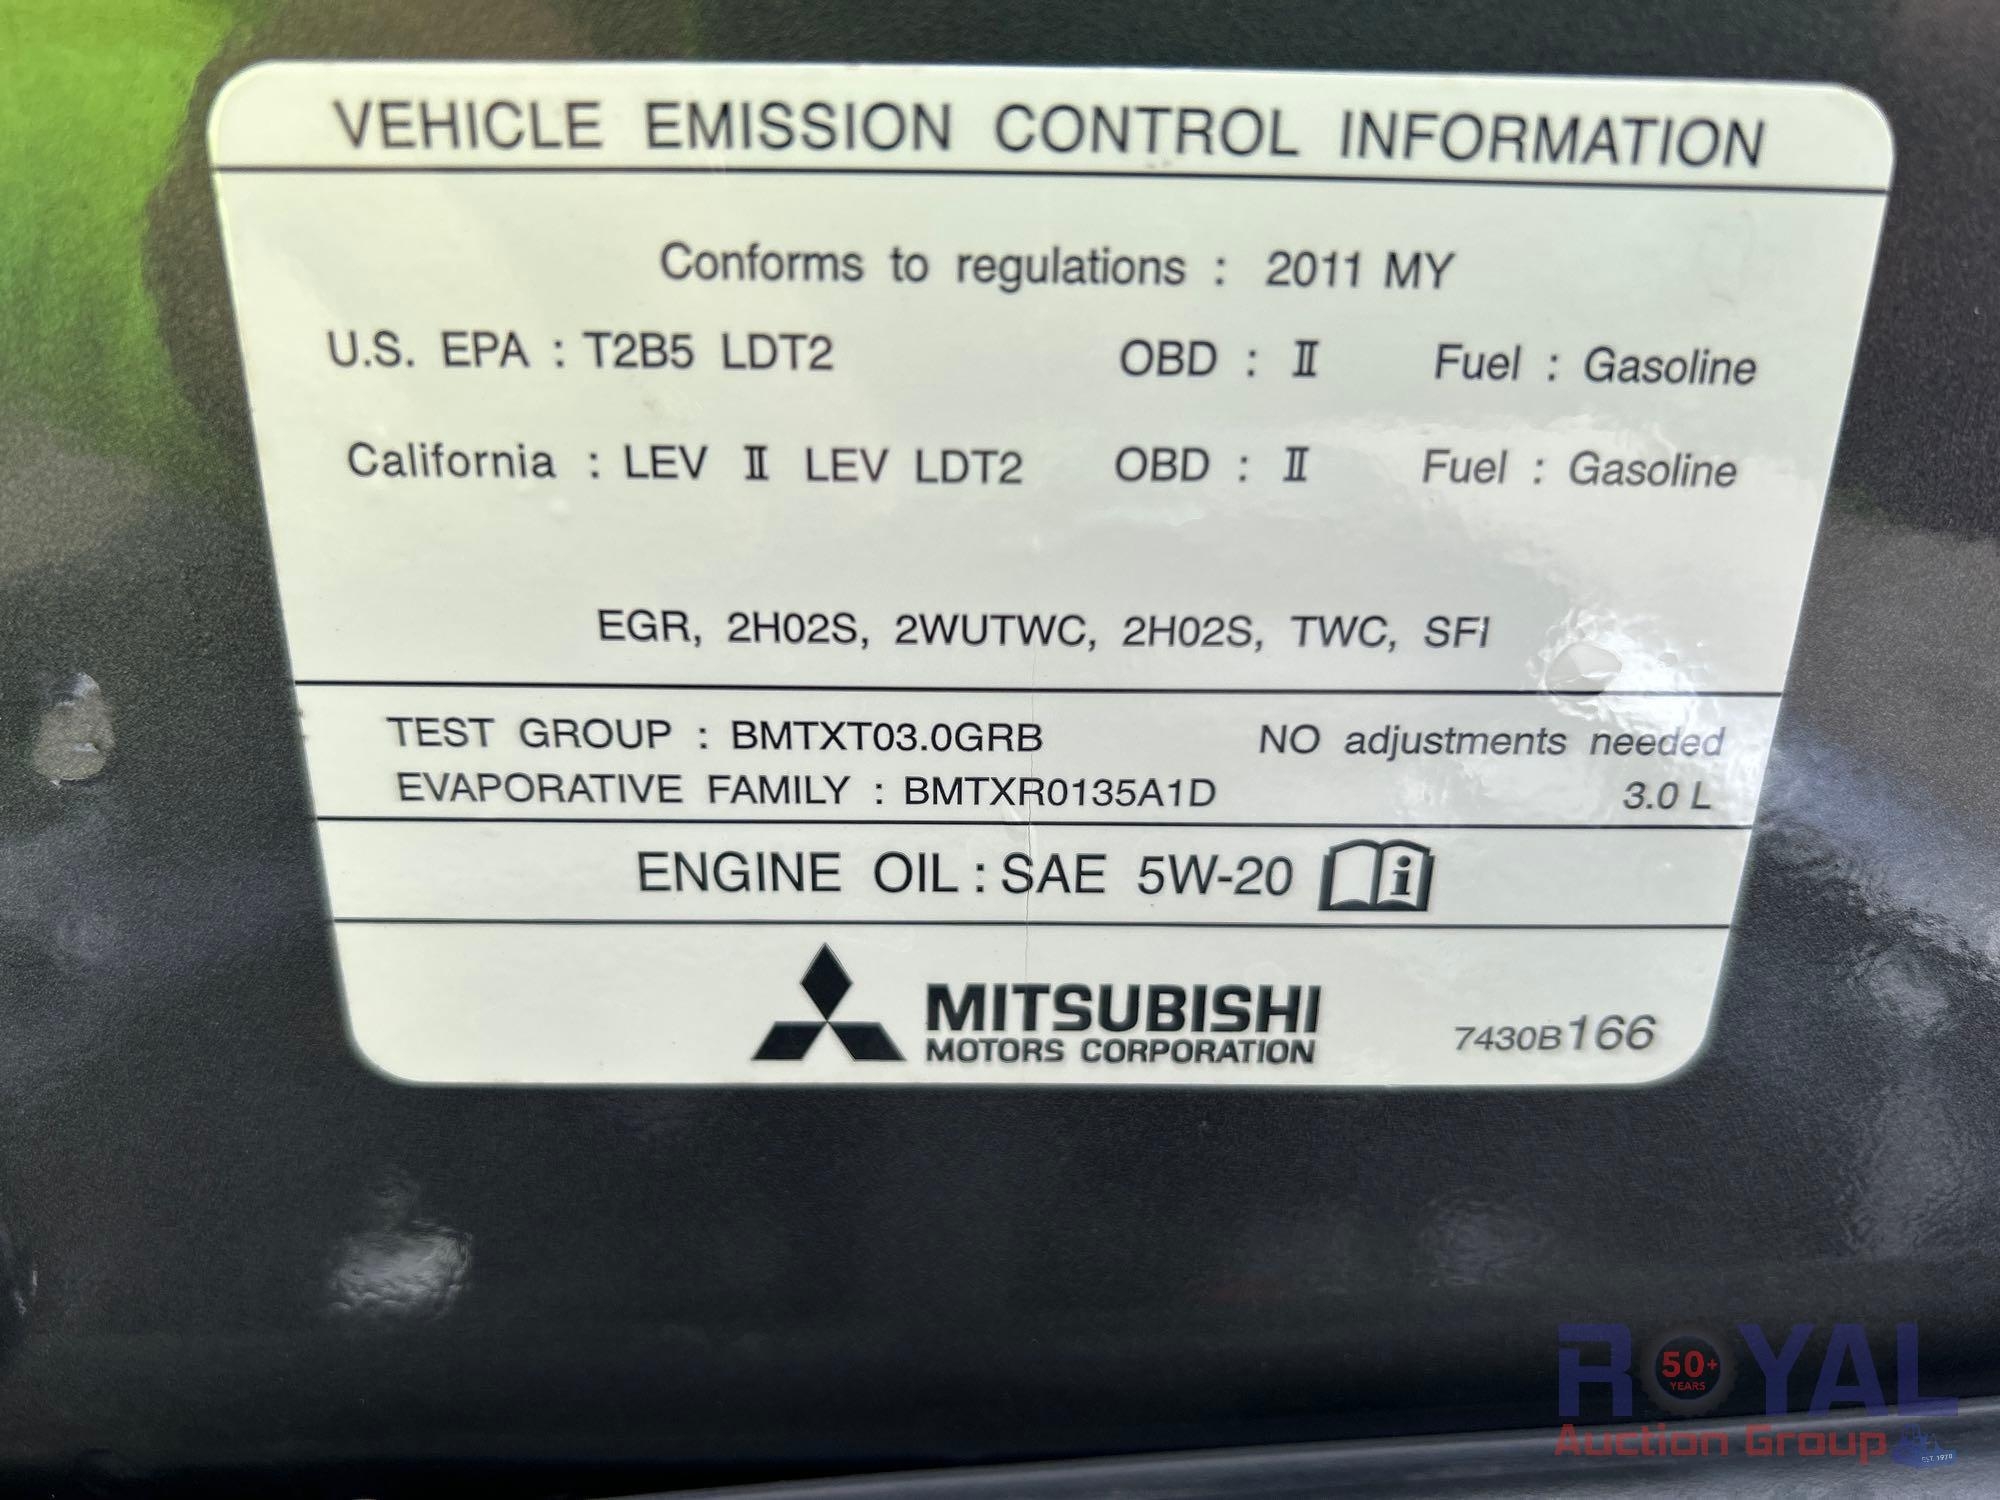 VEHICLE EMISSION CONTROL INFORMATION
Conforms to regulations : 2011 MY
U.S. EPA : T2B5 LDT2 OBD : Ⅱ Fuel : Gasoline
California : LEV Ⅱ LEV LDT2 OBD : Ⅱ Fuel : Gasoline
EGR, 2H02S, 2WUTWC, 2H02S, TWC, SFI
TEST GROUP : BMTXT03.0GRB NO adjustments needed
EVAPORATIVE FAMILY : BMTXR0135A1D 3.0 L
ENGINE OIL : SAE 5W-20 i
MITSUBISHI
MOTORS CORPORATION
7430B166
ROYAL
50+
YEARS
Auction Group
EST. 1970